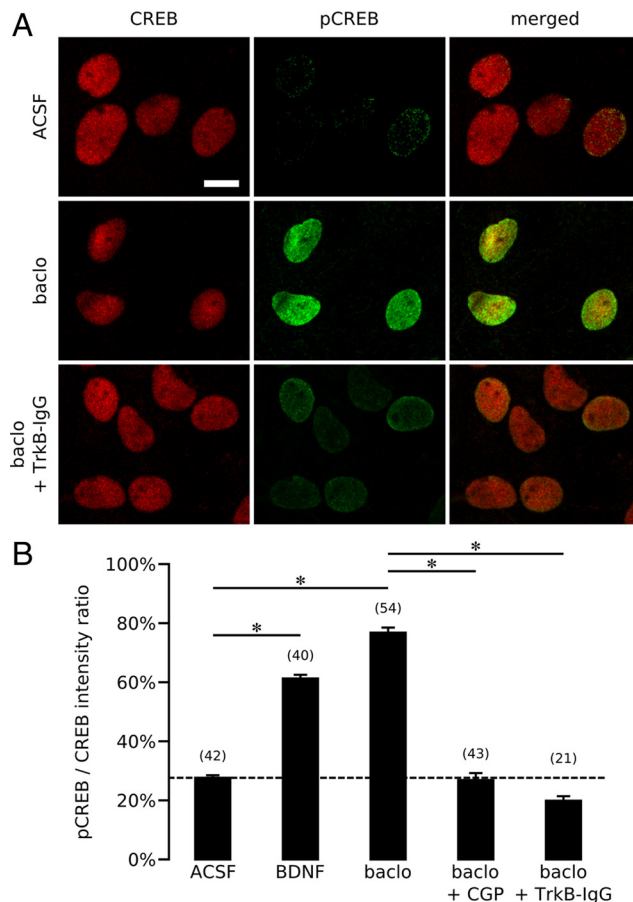 A
CREB pCREB merged
ACSF
baclo
baclo
+ TrkB-IgG
B
pCREB / CREB intensity ratio
100%
80%
60%
40%
20%
0%
*
*
*
*
(42)
(40)
(54)
(43)
(21)
ACSF BDNF baclo baclo baclo
+ CGP + TrkB-IgG